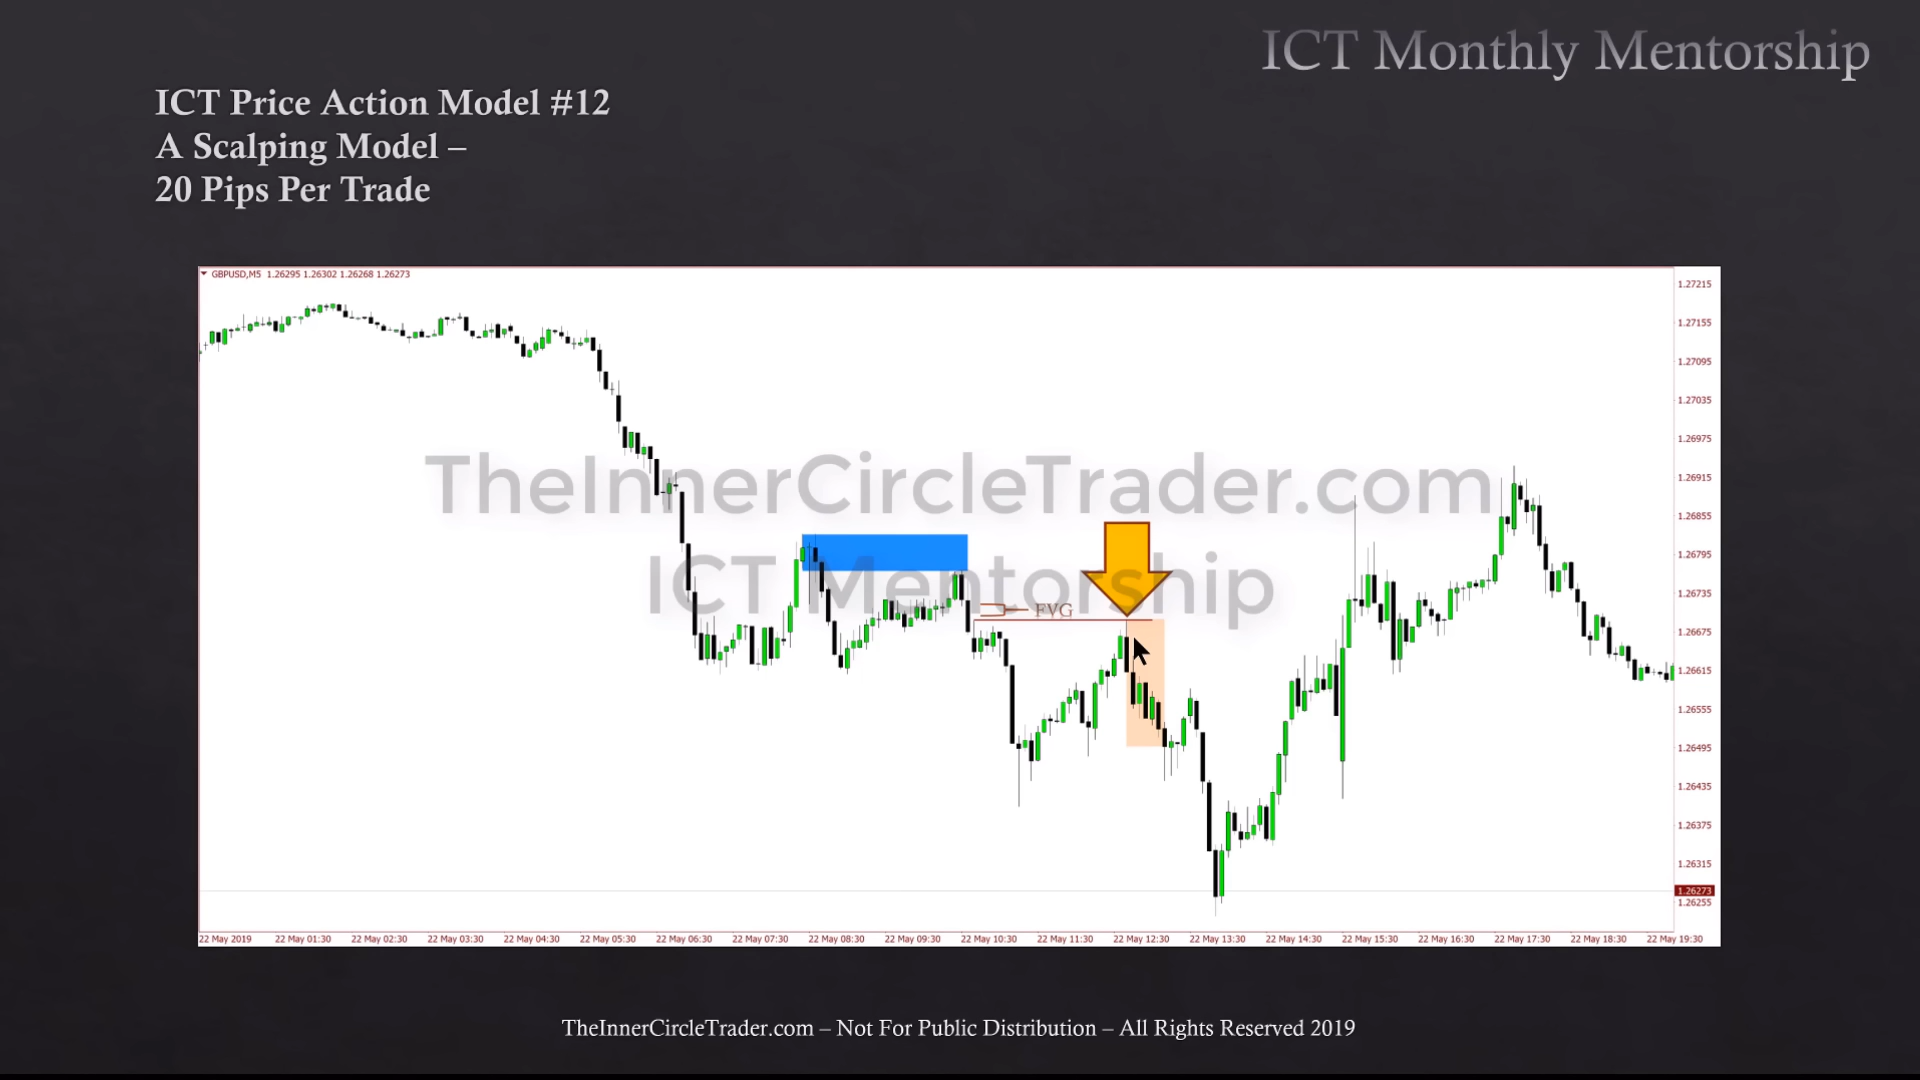 ICT Monthly Mentorship
ICT Price Action Model #12
A Scalping Model –
20 Pips Per Trade
GBPUSD,M5 1.26295 1.26302 1.26268 1.26273
1.27215
1.27155
1.27095
1.27035
1.26975
TheInnerCircleTrader.com
1.26915
1.26855
1.26795
ICT Mentorship
1.26735
FVG
1.26675
1.26615
1.26555
1.26495
1.26435
1.26375
1.26315
1.26273
1.26255
22 May 2019 22 May 01:30 22 May 02:30 22 May 03:30 22 May 04:30 22 May 05:30 22 May 06:30 22 May 07:30 22 May 08:30 22 May 09:30 22 May 10:30 22 May 11:30 22 May 12:30 22 May 13:30 22 May 14:30 22 May 15:30 22 May 16:30 22 May 17:30 22 May 18:30 22 May 19:30
TheInnerCircleTrader.com – Not For Public Distribution – All Rights Reserved 2019